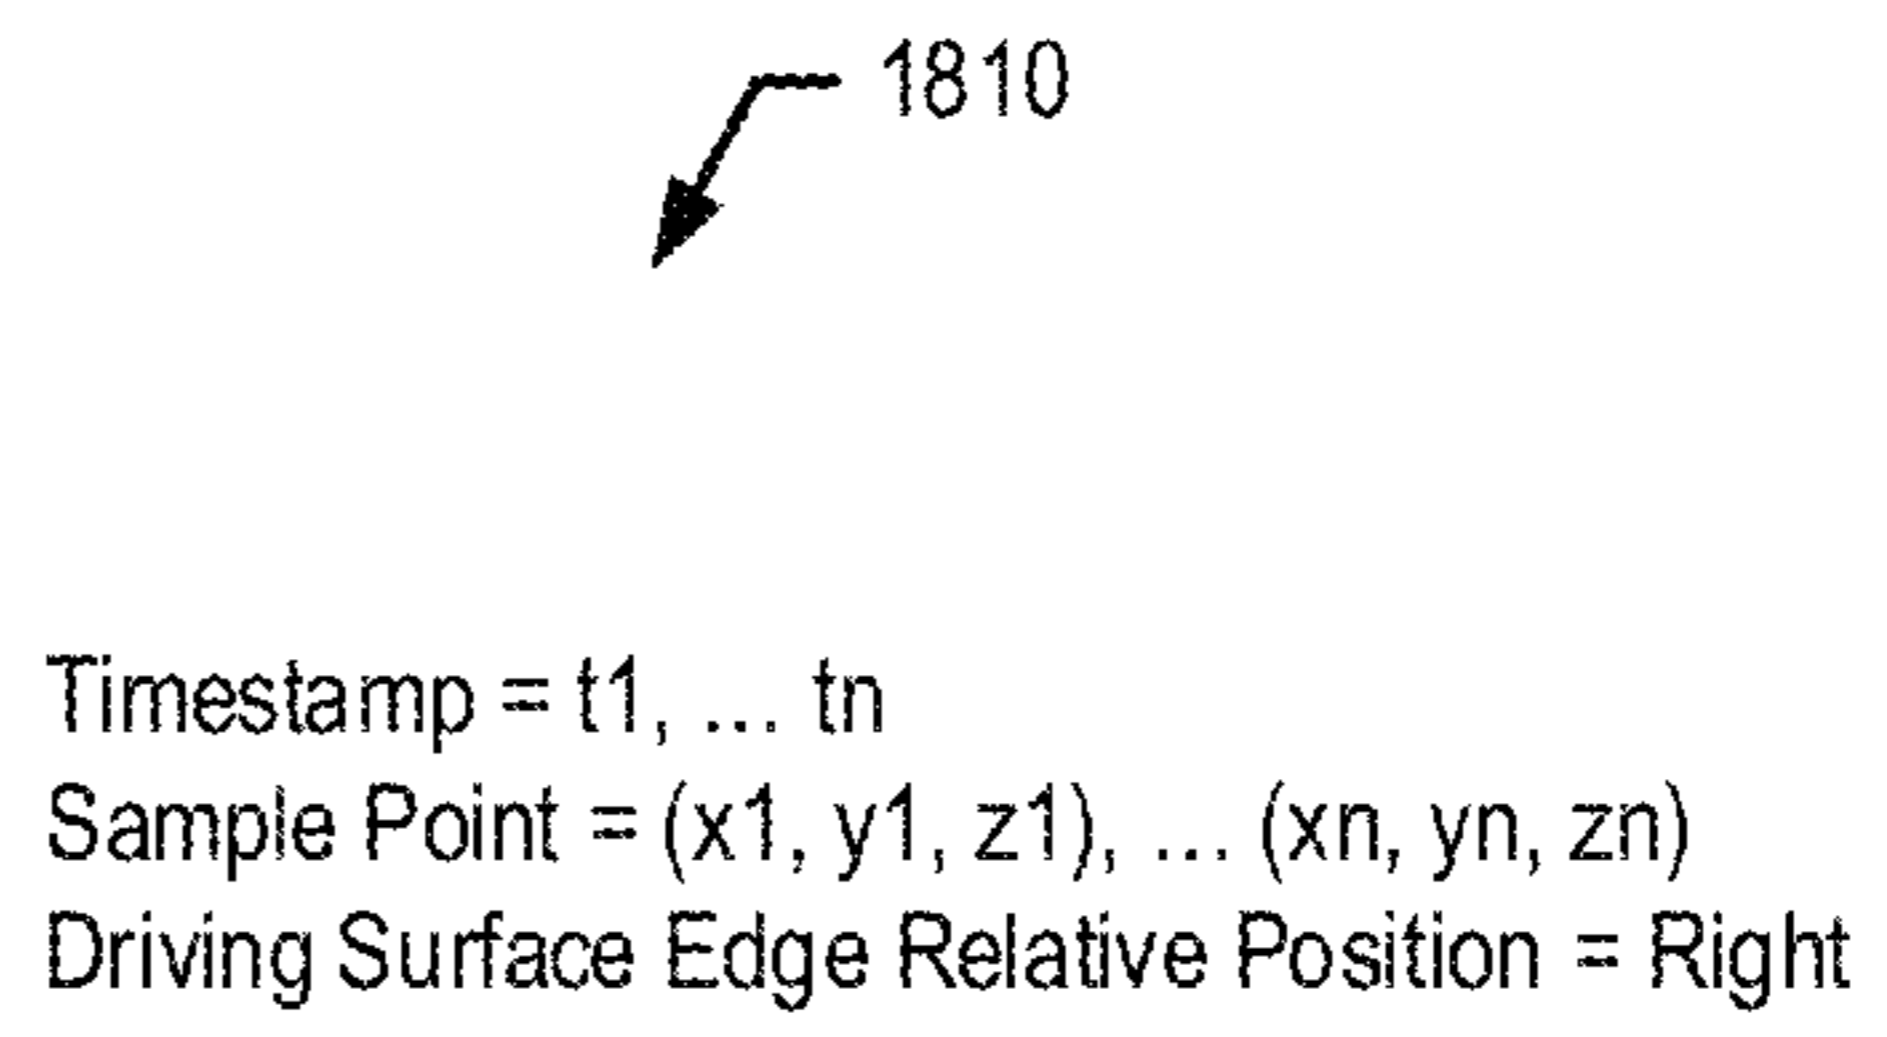 1810
Timestamp = t1, ... tn
Sample Point = (x1, y1, z1), ... (xn, yn, zn)
Driving Surface Edge Relative Position = Right